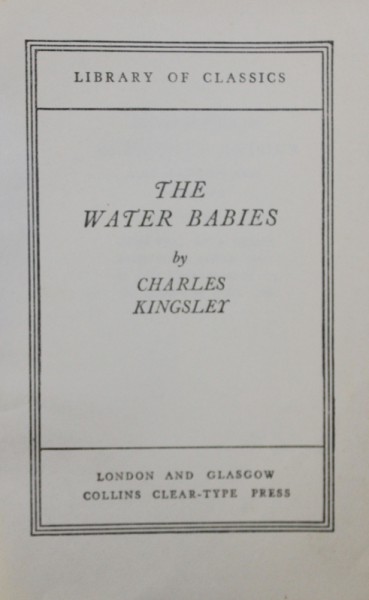 LIBRARY OF CLASSICS
THE
WATER BABIES
by
CHARLES
KINGSLEY
LONDON AND GLASGOW
COLLINS CLEAR-TYPE PRESS